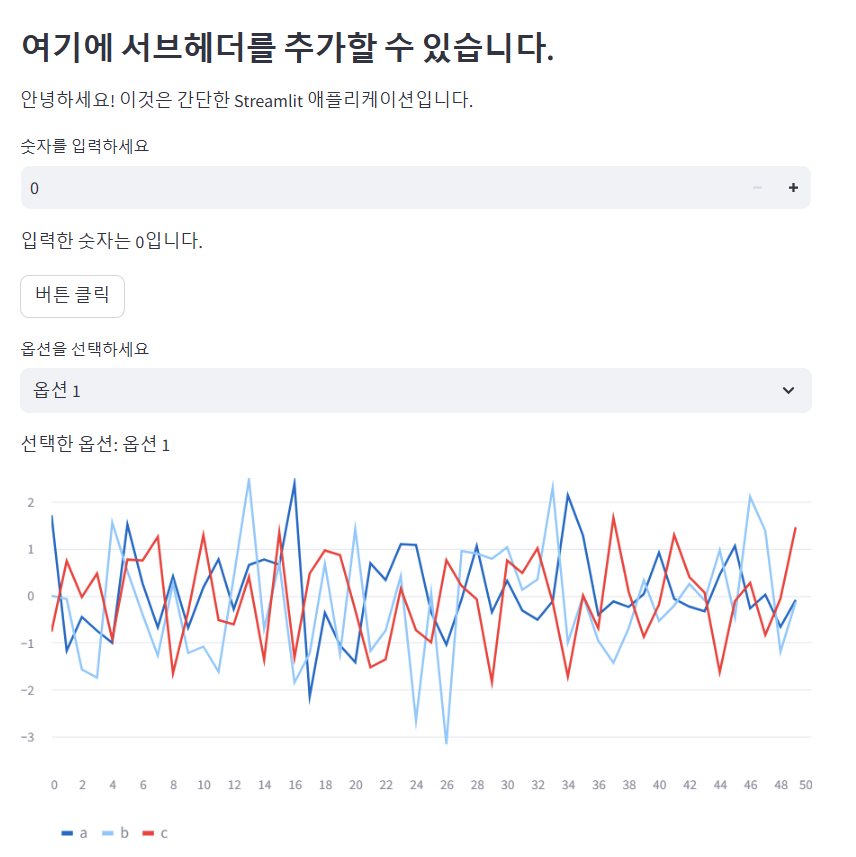 여기에 서브헤더를 추가할 수 있습니다.
안녕하세요! 이것은 간단한 Streamlit 애플리케이션입니다.
숫자를 입력하세요
0 − +
입력한 숫자는 0입니다.
버튼 클릭
옵션을 선택하세요
옵션 1
선택한 옵션: 옵션 1
2
1
0
−1
−2
−3
0 2 4 6 8 10 12 14 16 18 20 22 24 26 28 30 32 34 36 38 40 42 44 46 48 50
a b c